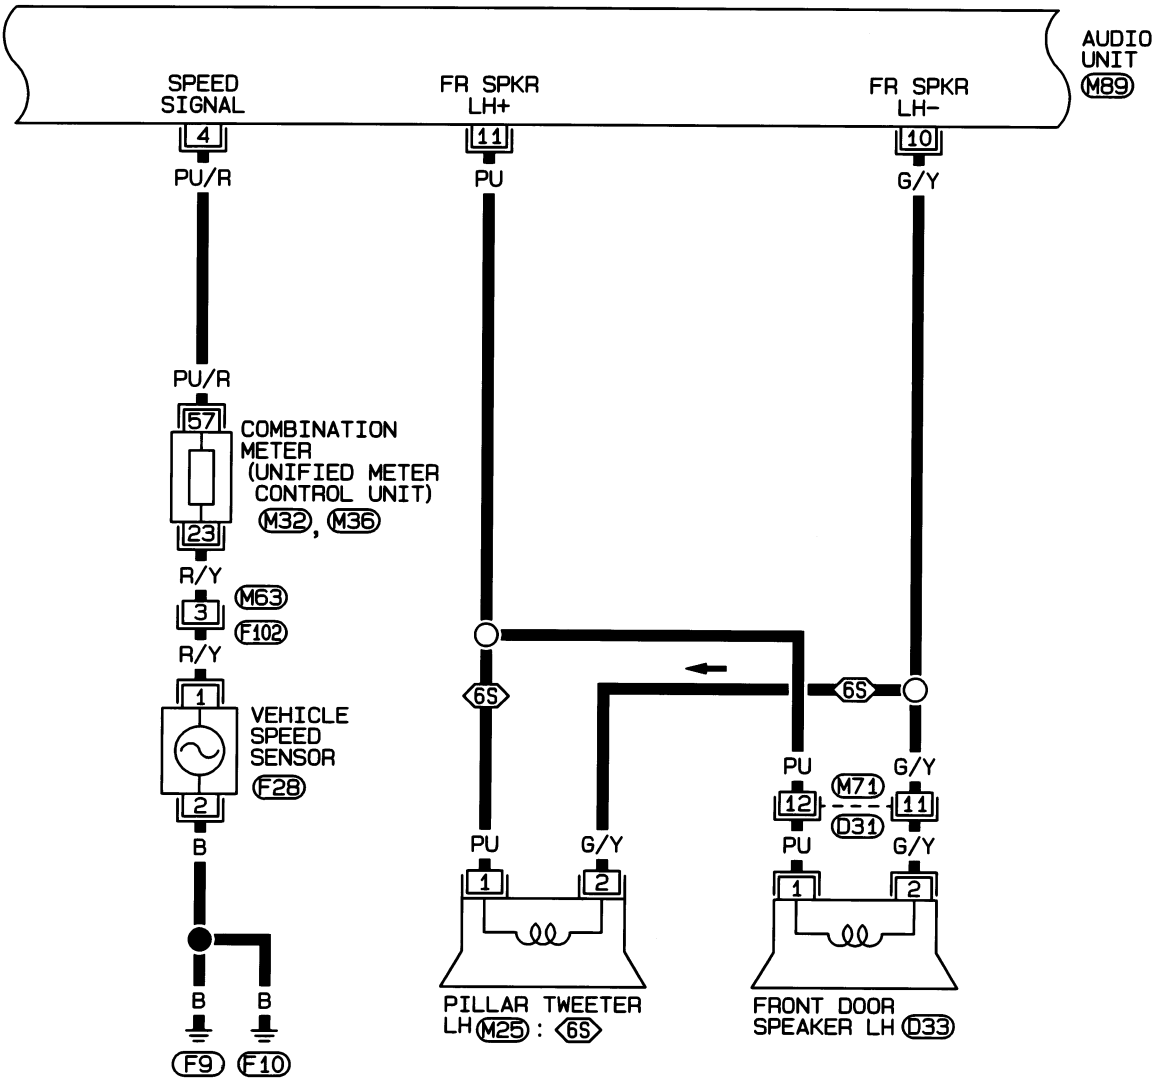 AUDIO
UNIT
M89
SPEED
SIGNAL
FR SPKR
LH+
FR SPKR
LH-
4
11
10
PU/R
PU
G/Y
PU/R
57
COMBINATION
METER
(UNIFIED METER
CONTROL UNIT)
M32, M36
23
R/Y
M63
3
F102
R/Y
1
VEHICLE
SPEED
SENSOR
F28
2
B
6S
6S
PU
G/Y
M71
12
11
D31
PU
G/Y
PU
G/Y
1
2
1
2
B
B
F9
F10
PILLAR TWEETER
LH M25 : 6S
FRONT DOOR
SPEAKER LH D33